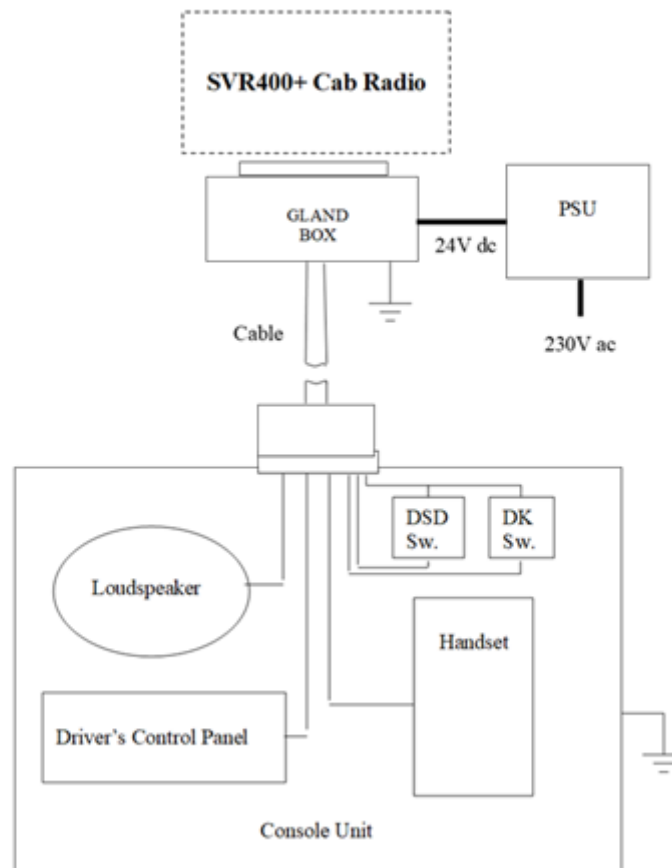 SVR400+ Cab Radio
GLAND
BOX
PSU
24V dc
230V ac
Cable
DSD
Sw.
DK
Sw.
Loudspeaker
Handset
Driver's Control Panel
Console Unit